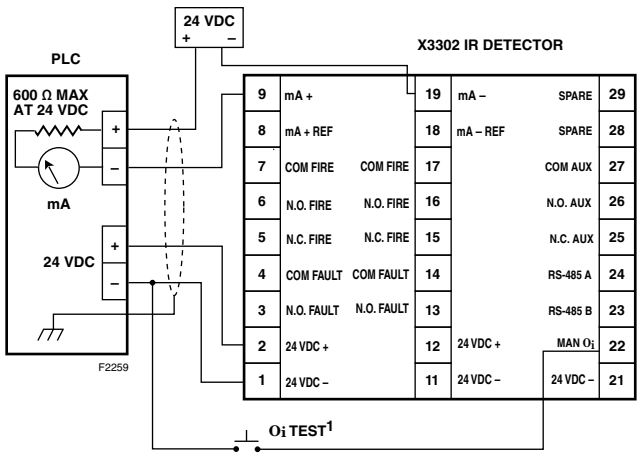 24 VDC
+ –
PLC
X3302 IR DETECTOR
600 Ω MAX
AT 24 VDC
+
–
mA
24 VDC
+
–
F2259
9 mA + 19 mA – SPARE 29
8 mA + REF 18 mA – REF SPARE 28
7 COM FIRE COM FIRE 17 COM AUX 27
6 N.O. FIRE N.O. FIRE 16 N.O. AUX 26
5 N.C. FIRE N.C. FIRE 15 N.C. AUX 25
4 COM FAULT COM FAULT 14 RS-485 A 24
3 N.O. FAULT N.O. FAULT 13 RS-485 B 23
2 24 VDC + 12 24 VDC + MAN Oi 22
1 24 VDC – 11 24 VDC – 24 VDC – 21
Oi TEST1